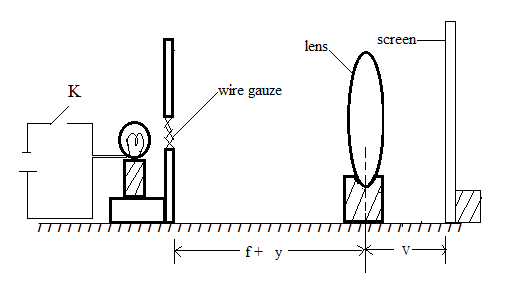 screen
lens
K
wire gauze
f + y
V